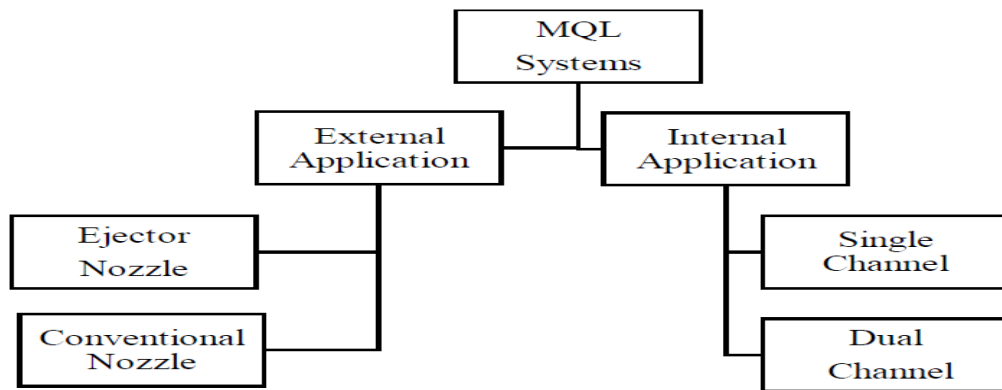 MQL
Systems
External
Application
Internal
Application
Ejector
Nozzle
Single
Channel
Conventional
Nozzle
Dual
Channel